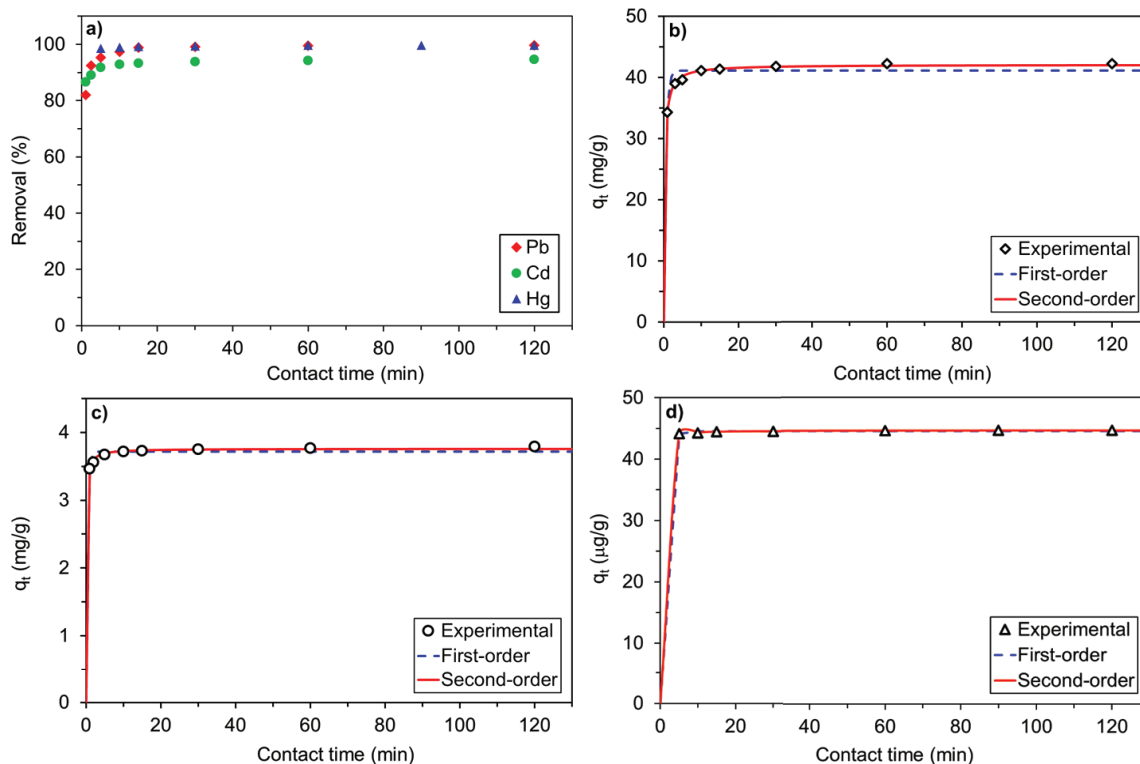 a)
100
80
60
40
20
0
Removal (%)
0 20 40 60 80 100 120
Contact time (min)
Pb
Cd
Hg
b)
50
40
30
20
10
0
qt (mg/g)
0 20 40 60 80 100 120
Contact time (min)
Experimental
First-order
Second-order
c)
4
3
2
1
0
qt (mg/g)
0 20 40 60 80 100 120
Contact time (min)
Experimental
First-order
Second-order
d)
50
40
30
20
10
0
qt (µg/g)
0 20 40 60 80 100 120
Contact time (min)
Experimental
First-order
Second-order